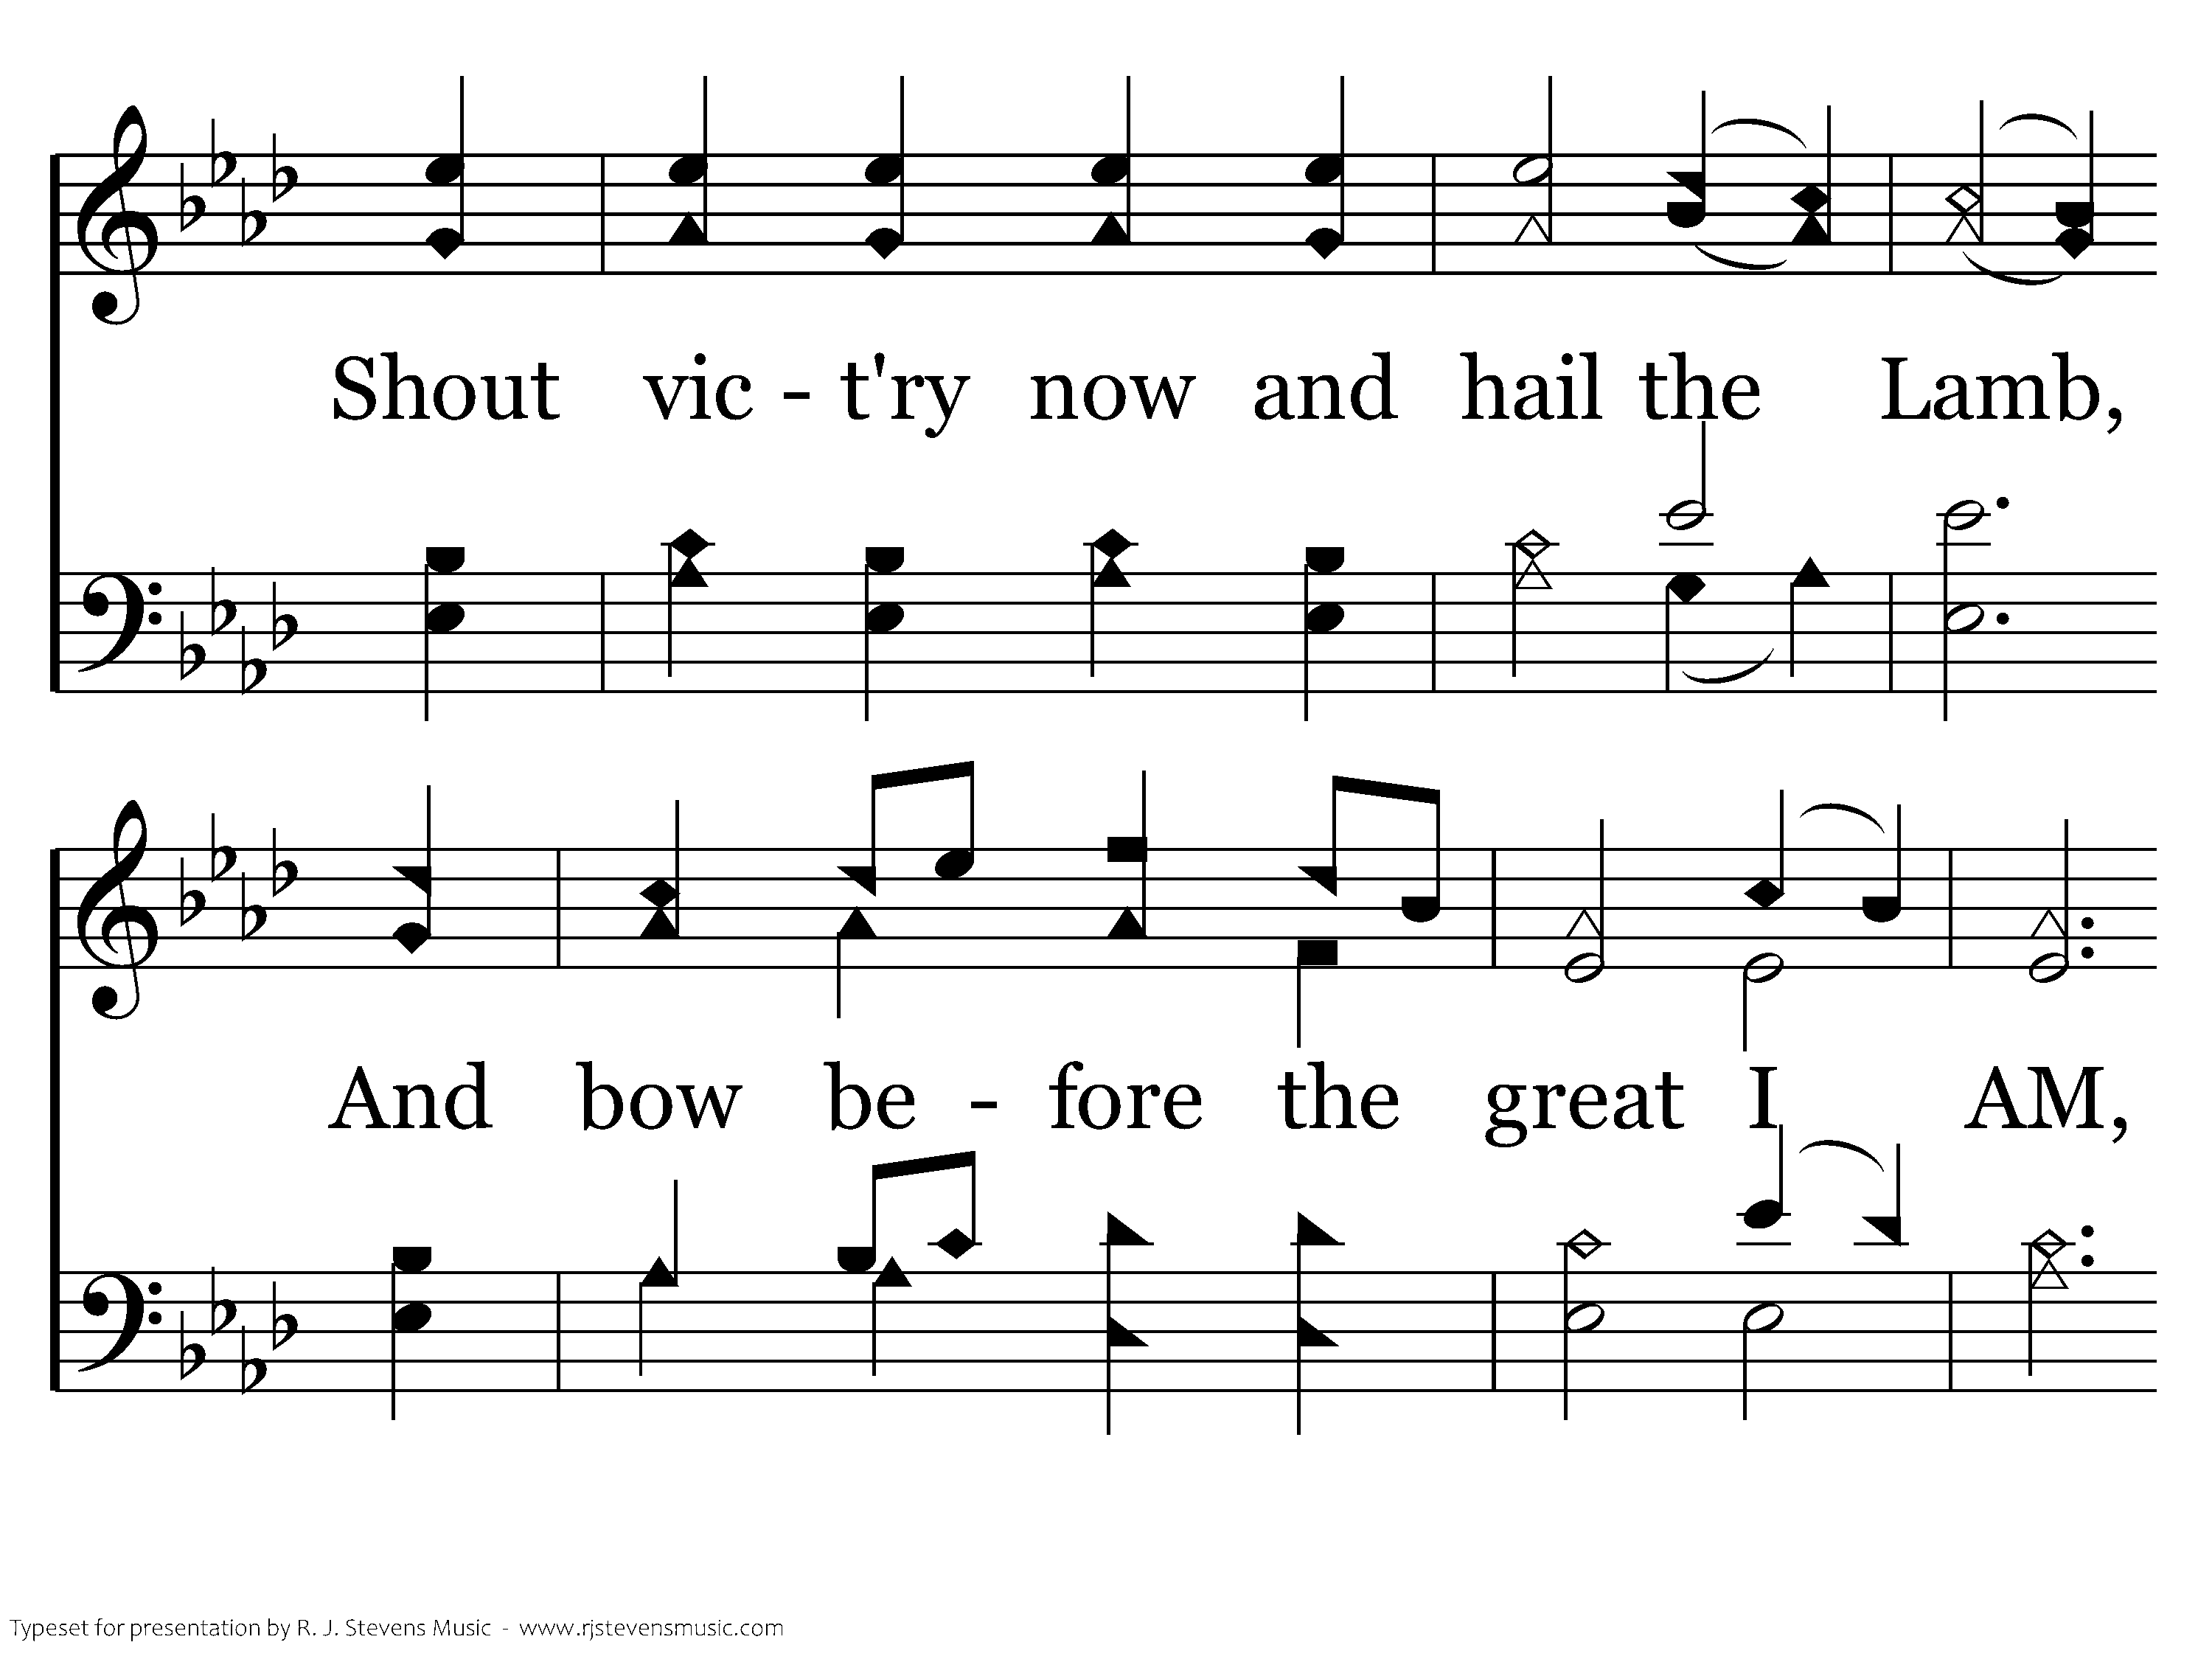 Shout vic - t'ry now and hail the Lamb,
And bow be - fore the great I AM,
Typeset for presentation by R. J. Stevens Music - www.rjstevensmusic.com